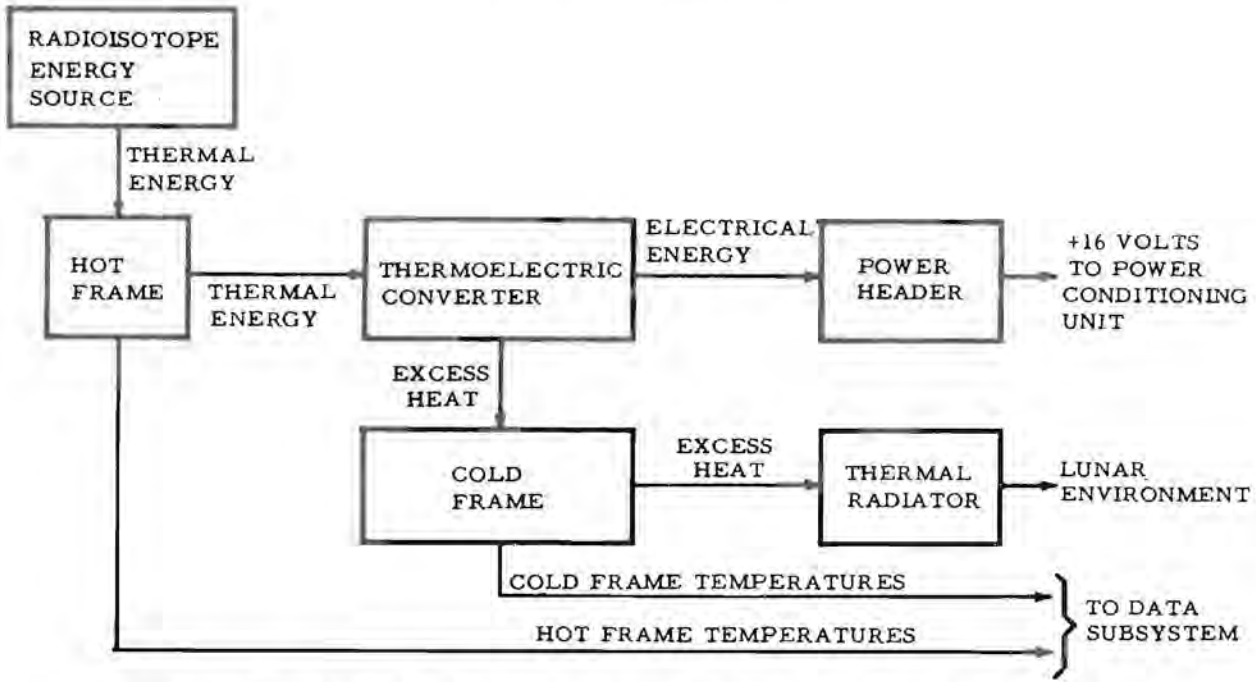 RADIOISOTOPE
ENERGY
SOURCE
THERMAL
ENERGY
HOT
FRAME
THERMAL
ENERGY
THERMOELECTRIC
CONVERTER
ELECTRICAL
ENERGY
POWER
HEADER
+16 VOLTS
TO POWER
CONDITIONING
UNIT
EXCESS
HEAT
COLD
FRAME
EXCESS
HEAT
THERMAL
RADIATOR
LUNAR
ENVIRONMENT
COLD FRAME TEMPERATURES
HOT FRAME TEMPERATURES
TO DATA
SUBSYSTEM